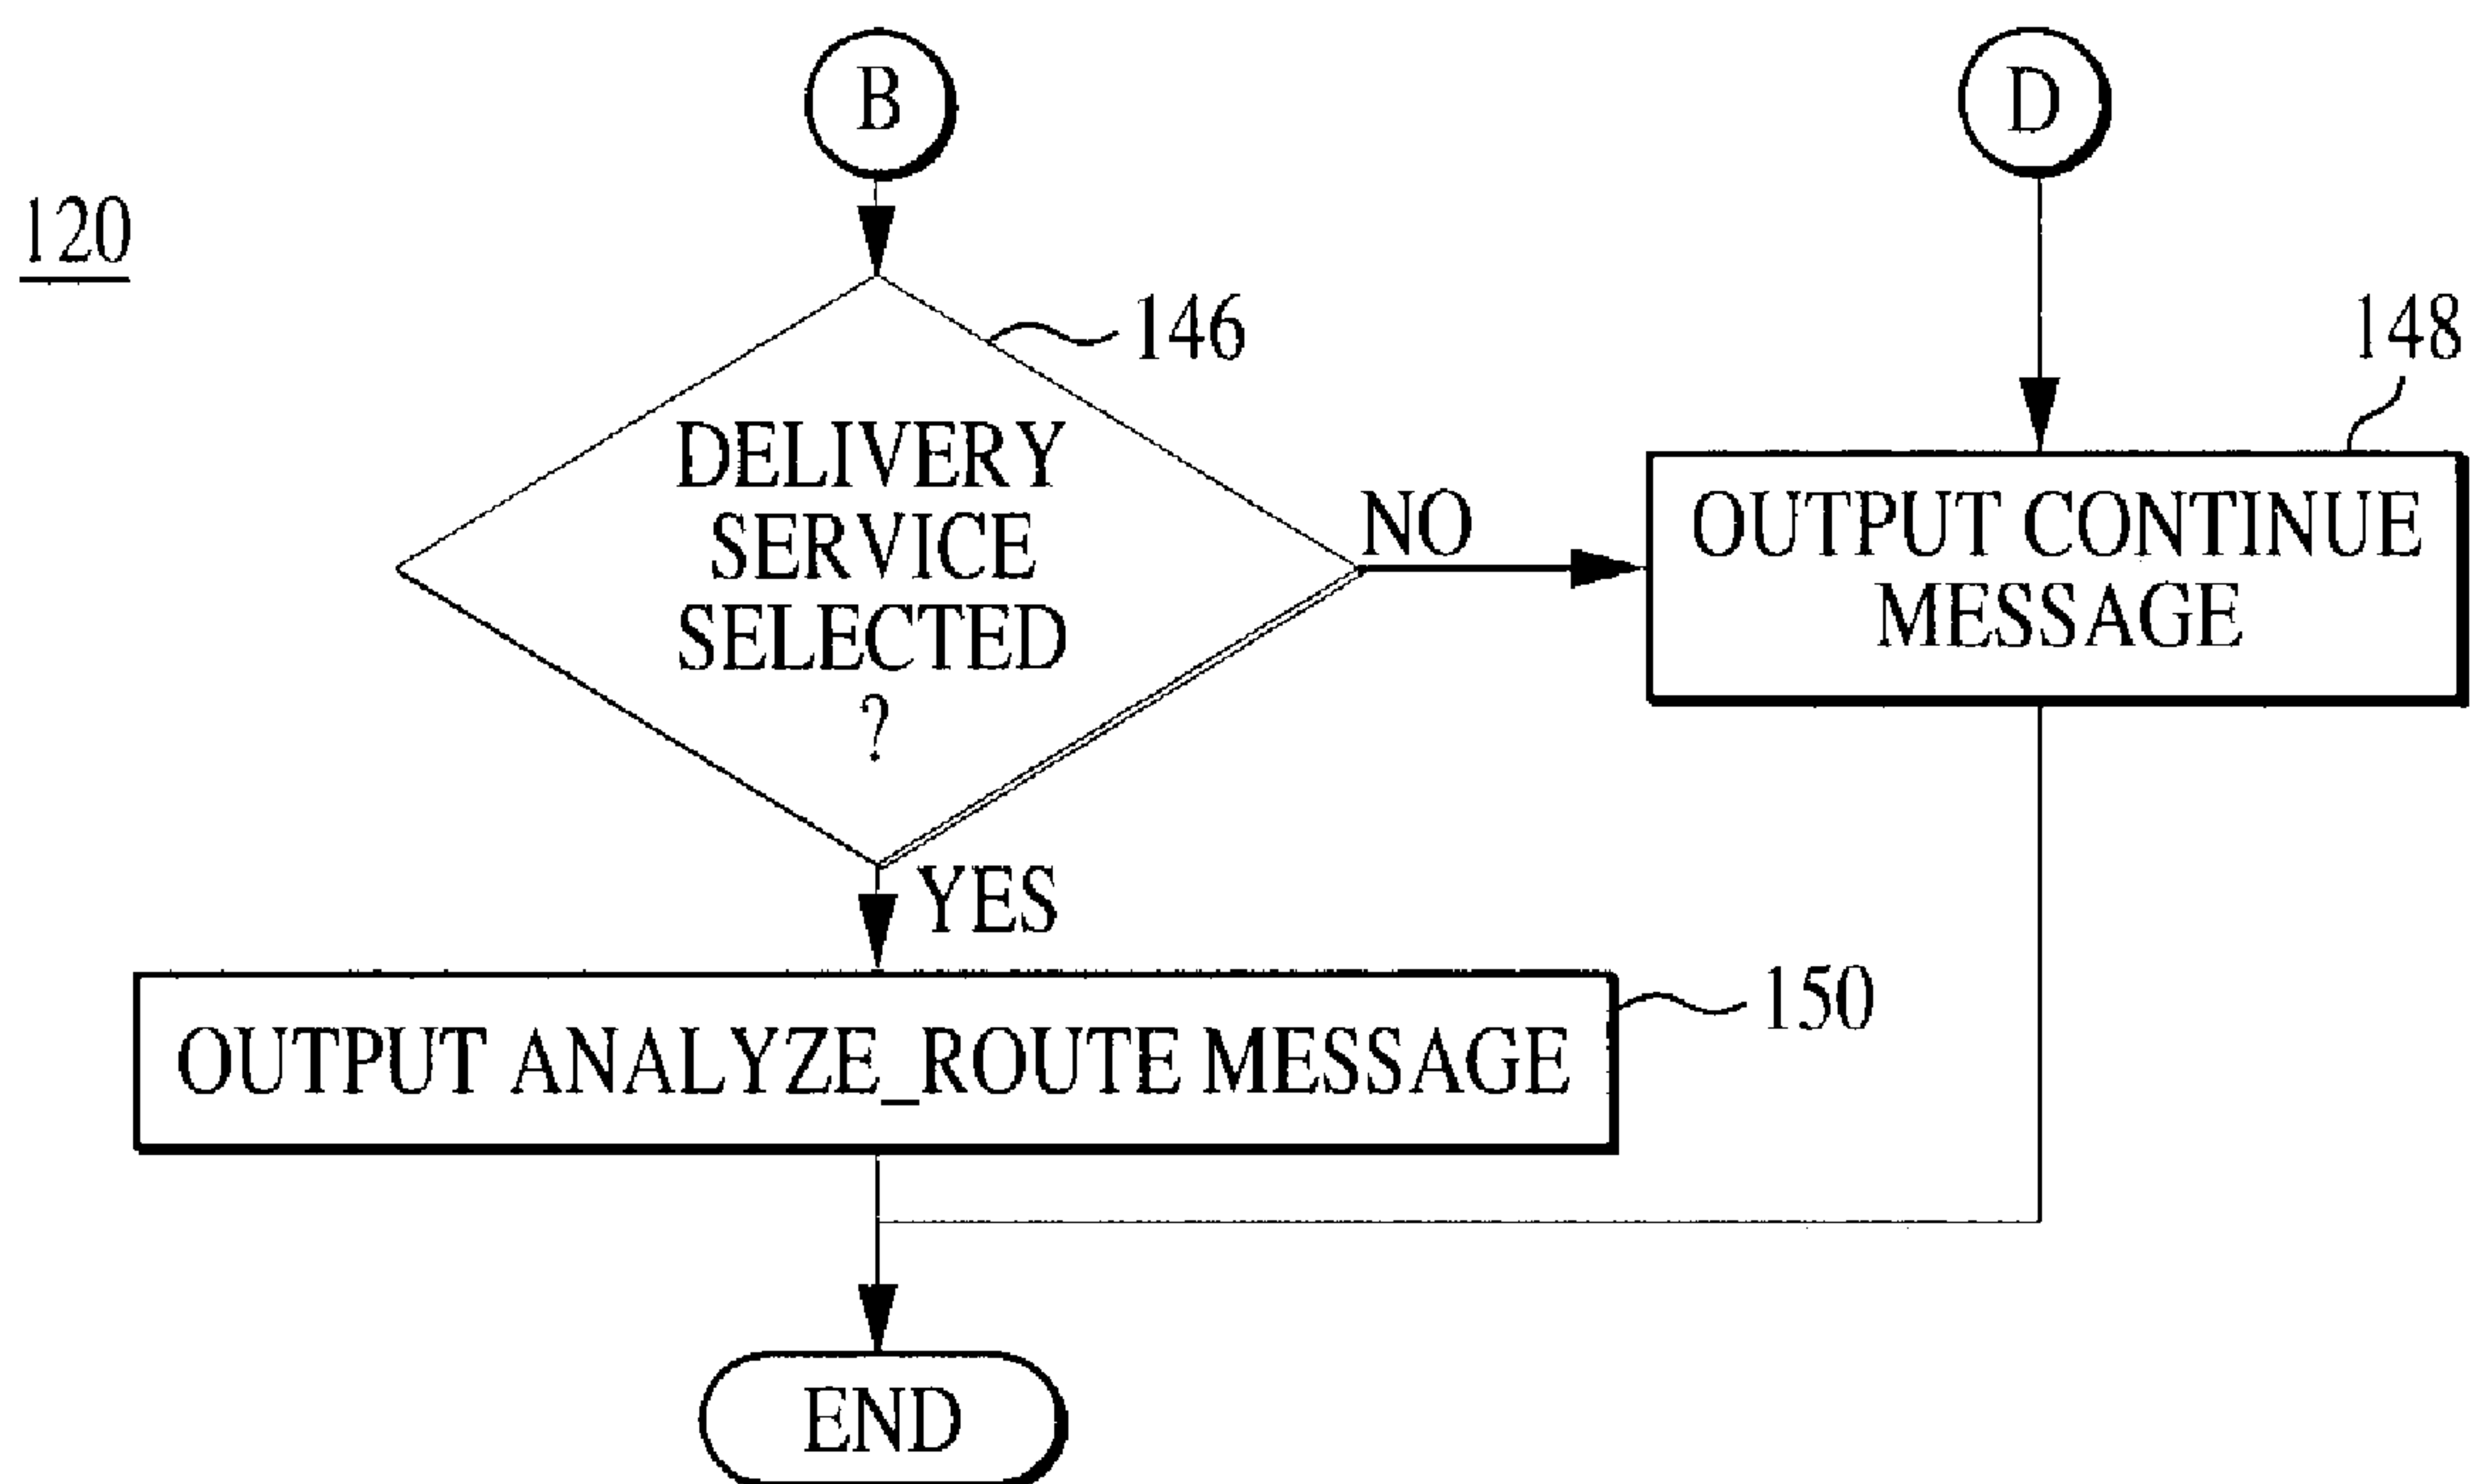 B
D
120
146
148
DELIVERY
SERVICE
SELECTED
?
NO
OUTPUT CONTINUE
MESSAGE
YES
150
OUTPUT ANALYZE_ROUTE MESSAGE
END